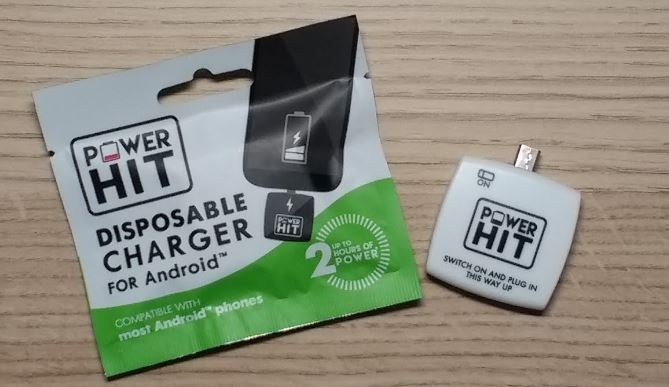 POWER
HIT
DISPOSABLE
CHARGER
FOR Android™
COMPATIBLE WITH
most Android™ phones
POWER
HIT
2 UP TO
HOURS OF
POWER
ON
POWER
HIT
SWITCH ON AND PLUG IN
THIS WAY UP